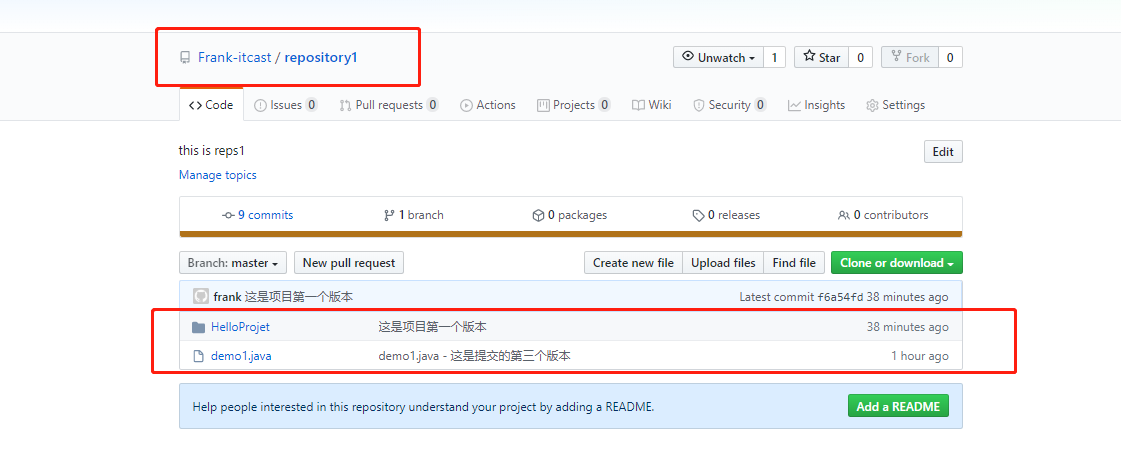 Frank-itcast / repository1
Unwatch 1 Star 0 Fork 0
Code Issues 0 Pull requests 0 Actions Projects 0 Wiki Security 0 Insights Settings
this is reps1 Edit
Manage topics
9 commits 1 branch 0 packages 0 releases 0 contributors
Branch: master New pull request Create new file Upload files Find file Clone or download
frank 这是项目第一个版本 Latest commit f6a54fd 38 minutes ago
HelloProjet 这是项目第一个版本 38 minutes ago
demo1.java demo1.java - 这是提交的第三个版本 1 hour ago
Help people interested in this repository understand your project by adding a README. Add a README